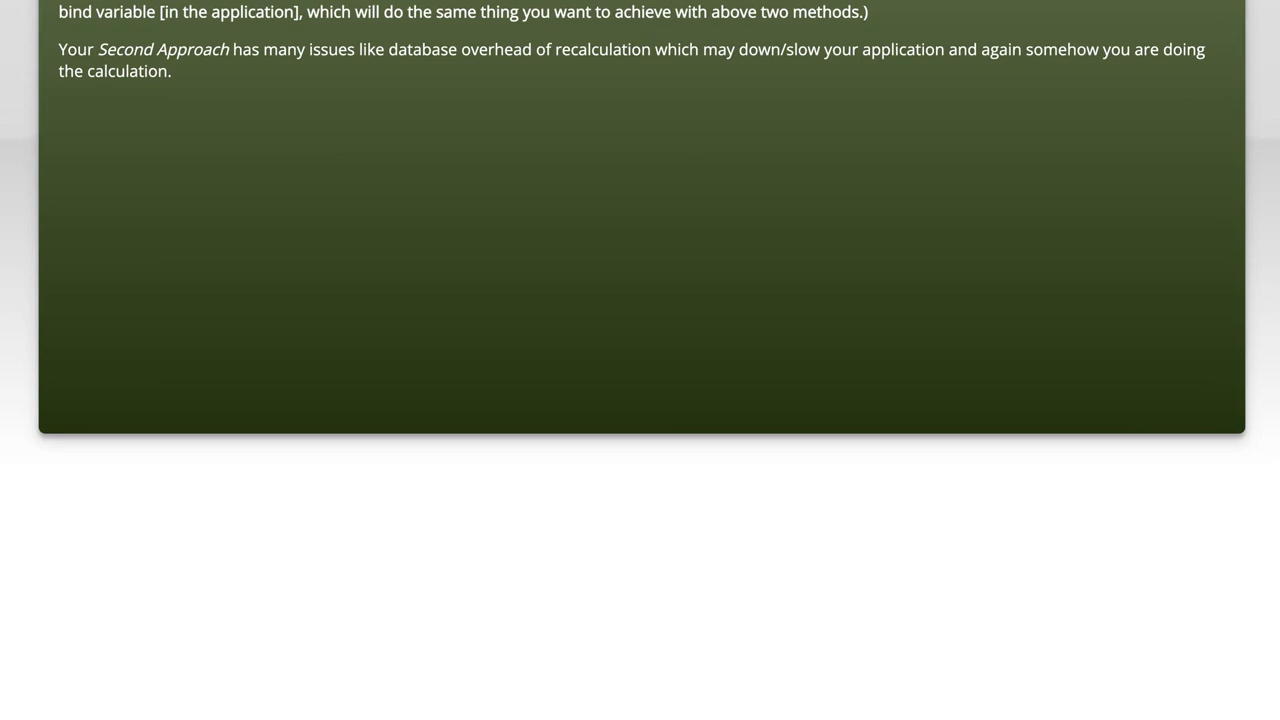 bind variable [in the application], which will do the same thing you want to achieve with above two methods.)
Your Second Approach has many issues like database overhead of recalculation which may down/slow your application and again somehow you are doing
the calculation.